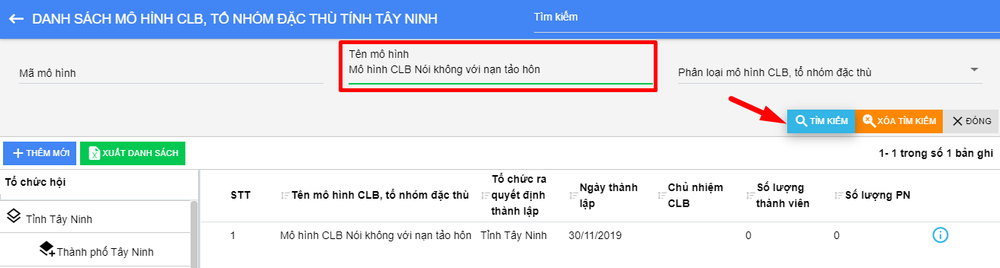 DANH SÁCH MÔ HÌNH CLB, TỔ NHÓM ĐẶC THÙ TỈNH TÂY NINH
Tìm kiếm
Mã mô hình
Tên mô hình
Mô hình CLB Nói không với nạn tảo hôn
Phân loại mô hình CLB, tổ nhóm đặc thù
TÌM KIẾM
XÓA TÌM KIẾM
ĐÓNG
THÊM MỚI
XUẤT DANH SÁCH
1- 1 trong số 1 bản ghi
Tổ chức hội
Tỉnh Tây Ninh
Thành phố Tây Ninh
STT
Tên mô hình CLB, tổ nhóm đặc thù
Tổ chức ra
quyết định
thành lập
Ngày thành
lập
Chủ nhiệm
CLB
Số lượng
thành viên
Số lượng PN
1 Mô hình CLB Nói không với nạn tảo hôn Tỉnh Tây Ninh 30/11/2019 0 0